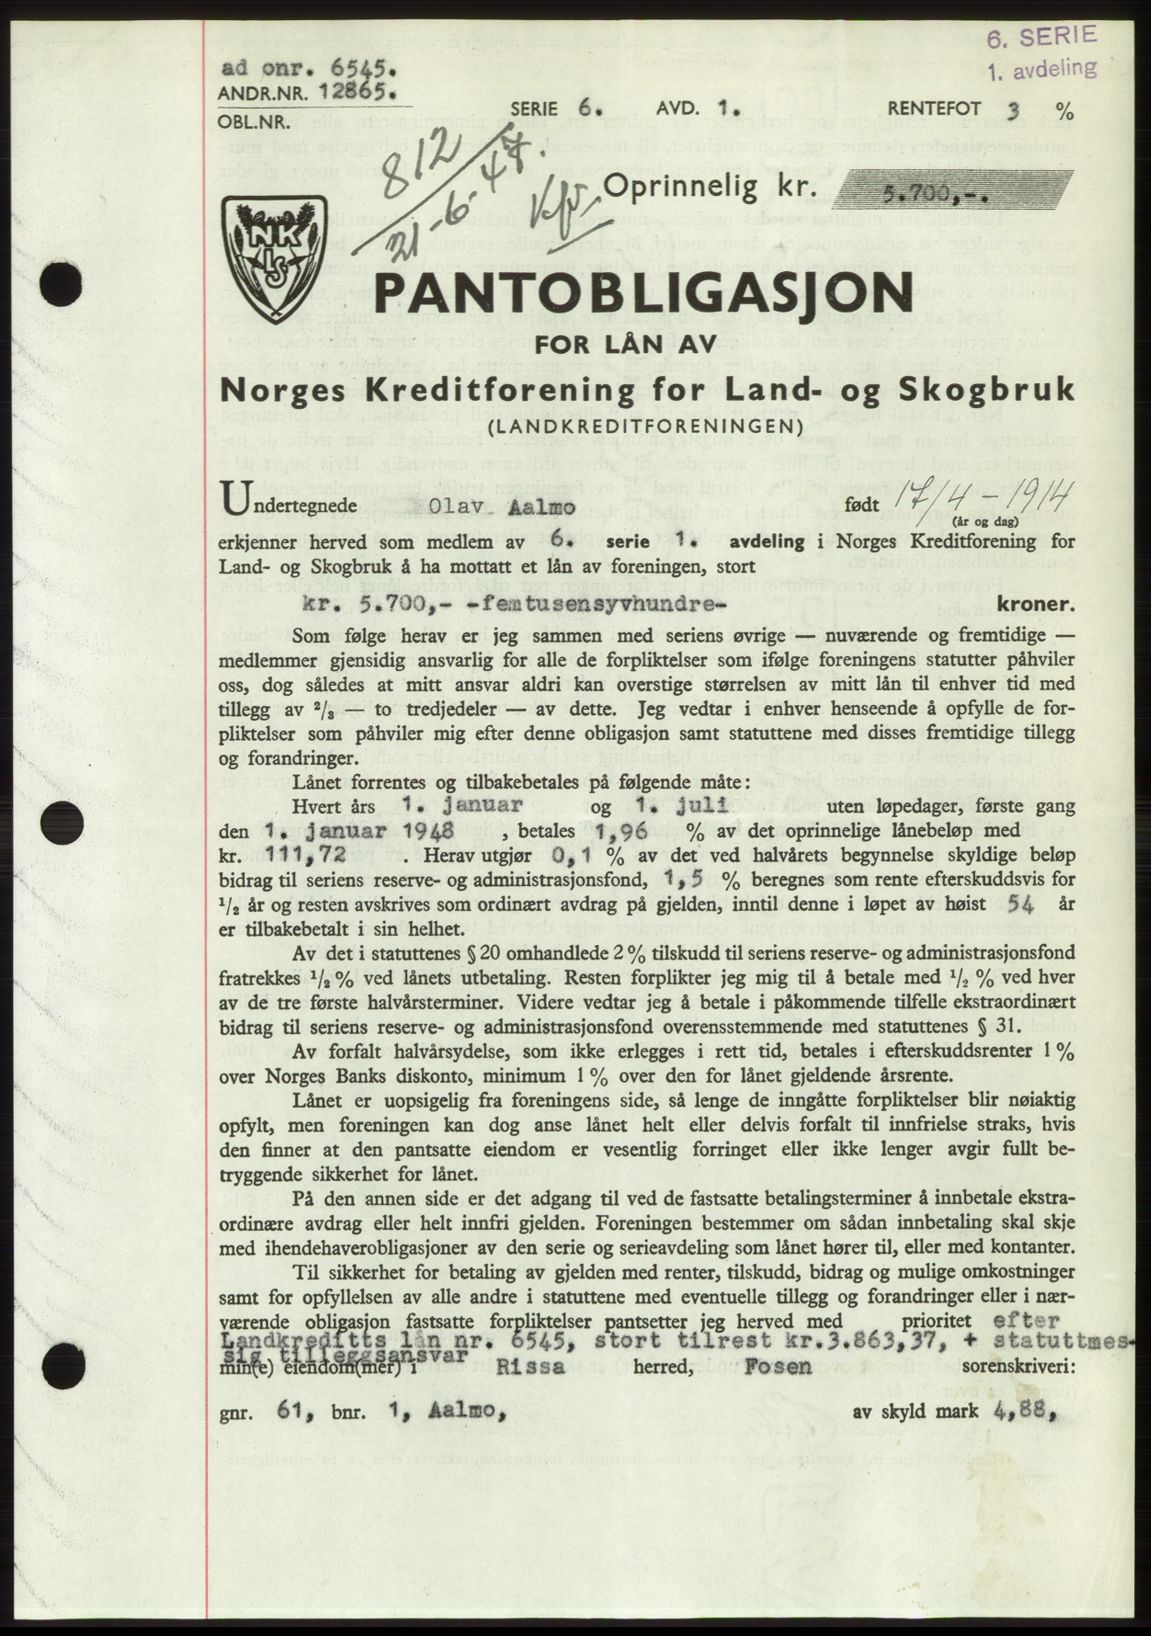 6. SERIE
1. avdeling
ad onr. 6545.
ANDR.NR. 12865.
OBL.NR.
SERIE 6. AVD. 1. RENTEFOT 3 %
812
21-6-47.
Oprinnelig kr. 5.700,-.
NK
LS
PANTOBLIGASJON
FOR LÅN AV
Norges Kreditforening for Land- og Skogbruk
(LANDKREDITFORENINGEN)
Undertegnede Olav Aalmo født 17/4 - 1914
(år og dag)
erkjenner herved som medlem av 6. serie 1. avdeling i Norges Kreditforening for
Land- og Skogbruk å ha mottatt et lån av foreningen, stort
kr. 5.700,- -femtusensyvhundre- kroner.
Som følge herav er jeg sammen med seriens øvrige — nuværende og fremtidige —
medlemmer gjensidig ansvarlig for alle de forpliktelser som ifølge foreningens statutter påhviler
oss, dog således at mitt ansvar aldri kan overstige størrelsen av mitt lån til enhver tid med
tillegg av 2/3 — to tredjedeler — av dette. Jeg vedtar i enhver henseende å opfylle de for-
pliktelser som påhviler mig efter denne obligasjon samt statuttene med disses fremtidige tillegg
og forandringer.
Lånet forrentes og tilbakebetales på følgende måte:
Hvert års 1. januar og 1. juli uten løpedager, første gang
den 1. januar 1948 , betales 1,96 % av det oprinnelige lånebeløp med
kr. 111,72 . Herav utgjør 0,1 % av det ved halvårets begynnelse skyldige beløp
bidrag til seriens reserve- og administrasjonsfond, 1,5 % beregnes som rente efterskuddsvis for
1/2 år og resten avskrives som ordinært avdrag på gjelden, inntil denne i løpet av høist 54 år
er tilbakebetalt i sin helhet.
Av det i statuttenes § 20 omhandlede 2 % tilskudd til seriens reserve- og administrasjonsfond
fratrekkes 1/2 % ved lånets utbetaling. Resten forplikter jeg mig til å betale med 1/2 % ved hver
av de tre første halvårsterminer. Videre vedtar jeg å betale i påkommende tilfelle ekstraordinært
bidrag til seriens reserve- og administrasjonsfond overensstemmende med statuttenes § 31.
Av forfalt halvårsydelse, som ikke erlegges i rett tid, betales i efterskuddsrenter 1 %
over Norges Banks diskonto, minimum 1 % over den for lånet gjeldende årsrente.
Lånet er uopsigelig fra foreningens side, så lenge de inngåtte forpliktelser blir nøiaktig
opfylt, men foreningen kan dog anse lånet helt eller delvis forfalt til innfrielse straks, hvis
den finner at den pantsatte eiendom er vesentlig forringet eller ikke lenger avgir fullt be-
tryggende sikkerhet for lånet.
På den annen side er det adgang til ved de fastsatte betalingsterminer å innbetale ekstra-
ordinære avdrag eller helt innfri gjelden. Foreningen bestemmer om sådan innbetaling skal skje
med ihendehaverobligasjoner av den serie og serieavdeling som lånet hører til, eller med kontanter.
Til sikkerhet for betaling av gjelden med renter, tilskudd, bidrag og mulige omkostninger
samt for opfyllelsen av alle andre i statuttene med eventuelle tillegg og forandringer eller i nær-
værende obligasjon fastsatte forpliktelser pantsetter jeg herved med prioritet efter
Landkreditts lån nr. 6545, stort tilrest kr.3.863,37, + statuttmes-
sig tilleggsansvar
min(e) eiendom(mer) i Rissa herred, Fosen sorenskriveri:
gnr. 61, bnr. 1, Aalmo, av skyld mark 4,88,